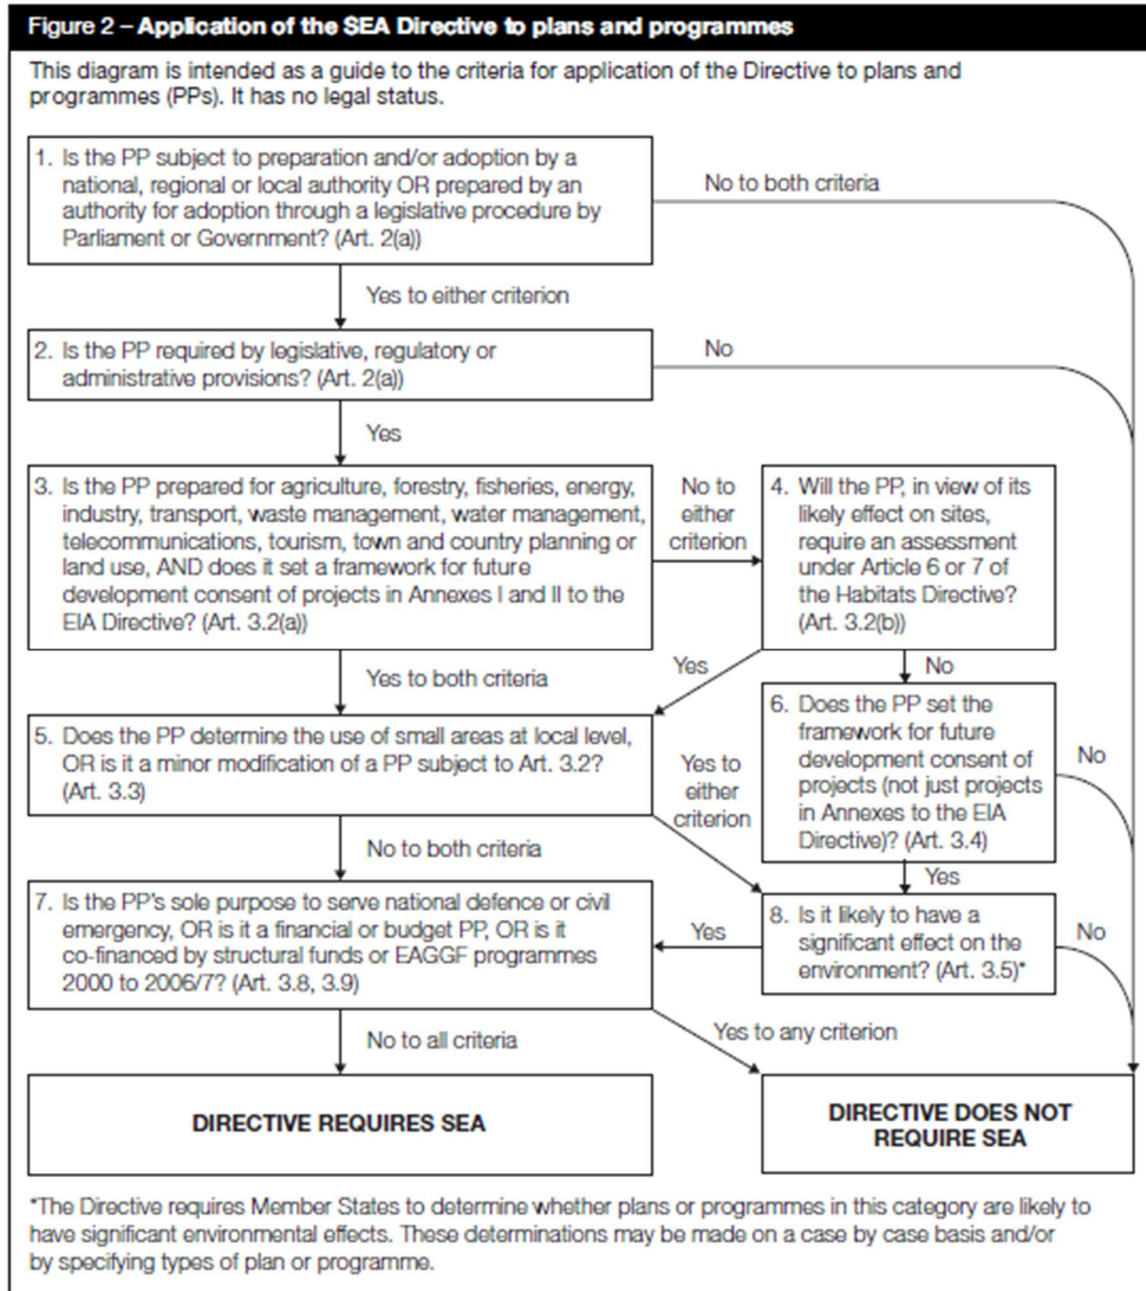 Figure 2 – Application of the SEA Directive to plans and programmes
This diagram is intended as a guide to the criteria for application of the Directive to plans and
programmes (PPs). It has no legal status.
1. Is the PP subject to preparation and/or adoption by a
national, regional or local authority OR prepared by an
authority for adoption through a legislative procedure by
Parliament or Government? (Art. 2(a))
No to both criteria
Yes to either criterion
2. Is the PP required by legislative, regulatory or
administrative provisions? (Art. 2(a))
No
Yes
3. Is the PP prepared for agriculture, forestry, fisheries, energy,
industry, transport, waste management, water management,
telecommunications, tourism, town and country planning or
land use, AND does it set a framework for future
development consent of projects in Annexes I and II to the
EIA Directive? (Art. 3.2(a))
No to
either
criterion
4. Will the PP, in view of its
likely effect on sites,
require an assessment
under Article 6 or 7 of
the Habitats Directive?
(Art. 3.2(b))
Yes to both criteria
Yes
No
5. Does the PP determine the use of small areas at local level,
OR is it a minor modification of a PP subject to Art. 3.2?
(Art. 3.3)
Yes to
either
criterion
6. Does the PP set the
framework for future
development consent of
projects (not just projects
in Annexes to the EIA
Directive)? (Art. 3.4)
No
No to both criteria
Yes
7. Is the PP's sole purpose to serve national defence or civil
emergency, OR is it a financial or budget PP, OR is it
co-financed by structural funds or EAGGF programmes
2000 to 2006/7? (Art. 3.8, 3.9)
Yes
8. Is it likely to have a
significant effect on the
environment? (Art. 3.5)*
No
No to all criteria
Yes to any criterion
DIRECTIVE REQUIRES SEA
DIRECTIVE DOES NOT
REQUIRE SEA
*The Directive requires Member States to determine whether plans or programmes in this category are likely to
have significant environmental effects. These determinations may be made on a case by case basis and/or
by specifying types of plan or programme.